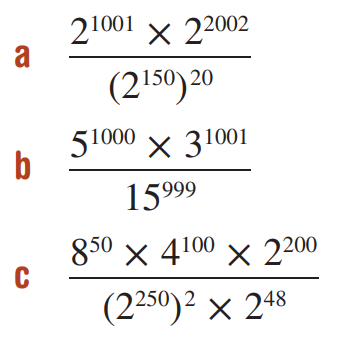 a 2^1001 × 2^2002
(2^150)^20
b 5^1000 × 3^1001
15^999
c 8^50 × 4^100 × 2^200
(2^250)^2 × 2^48